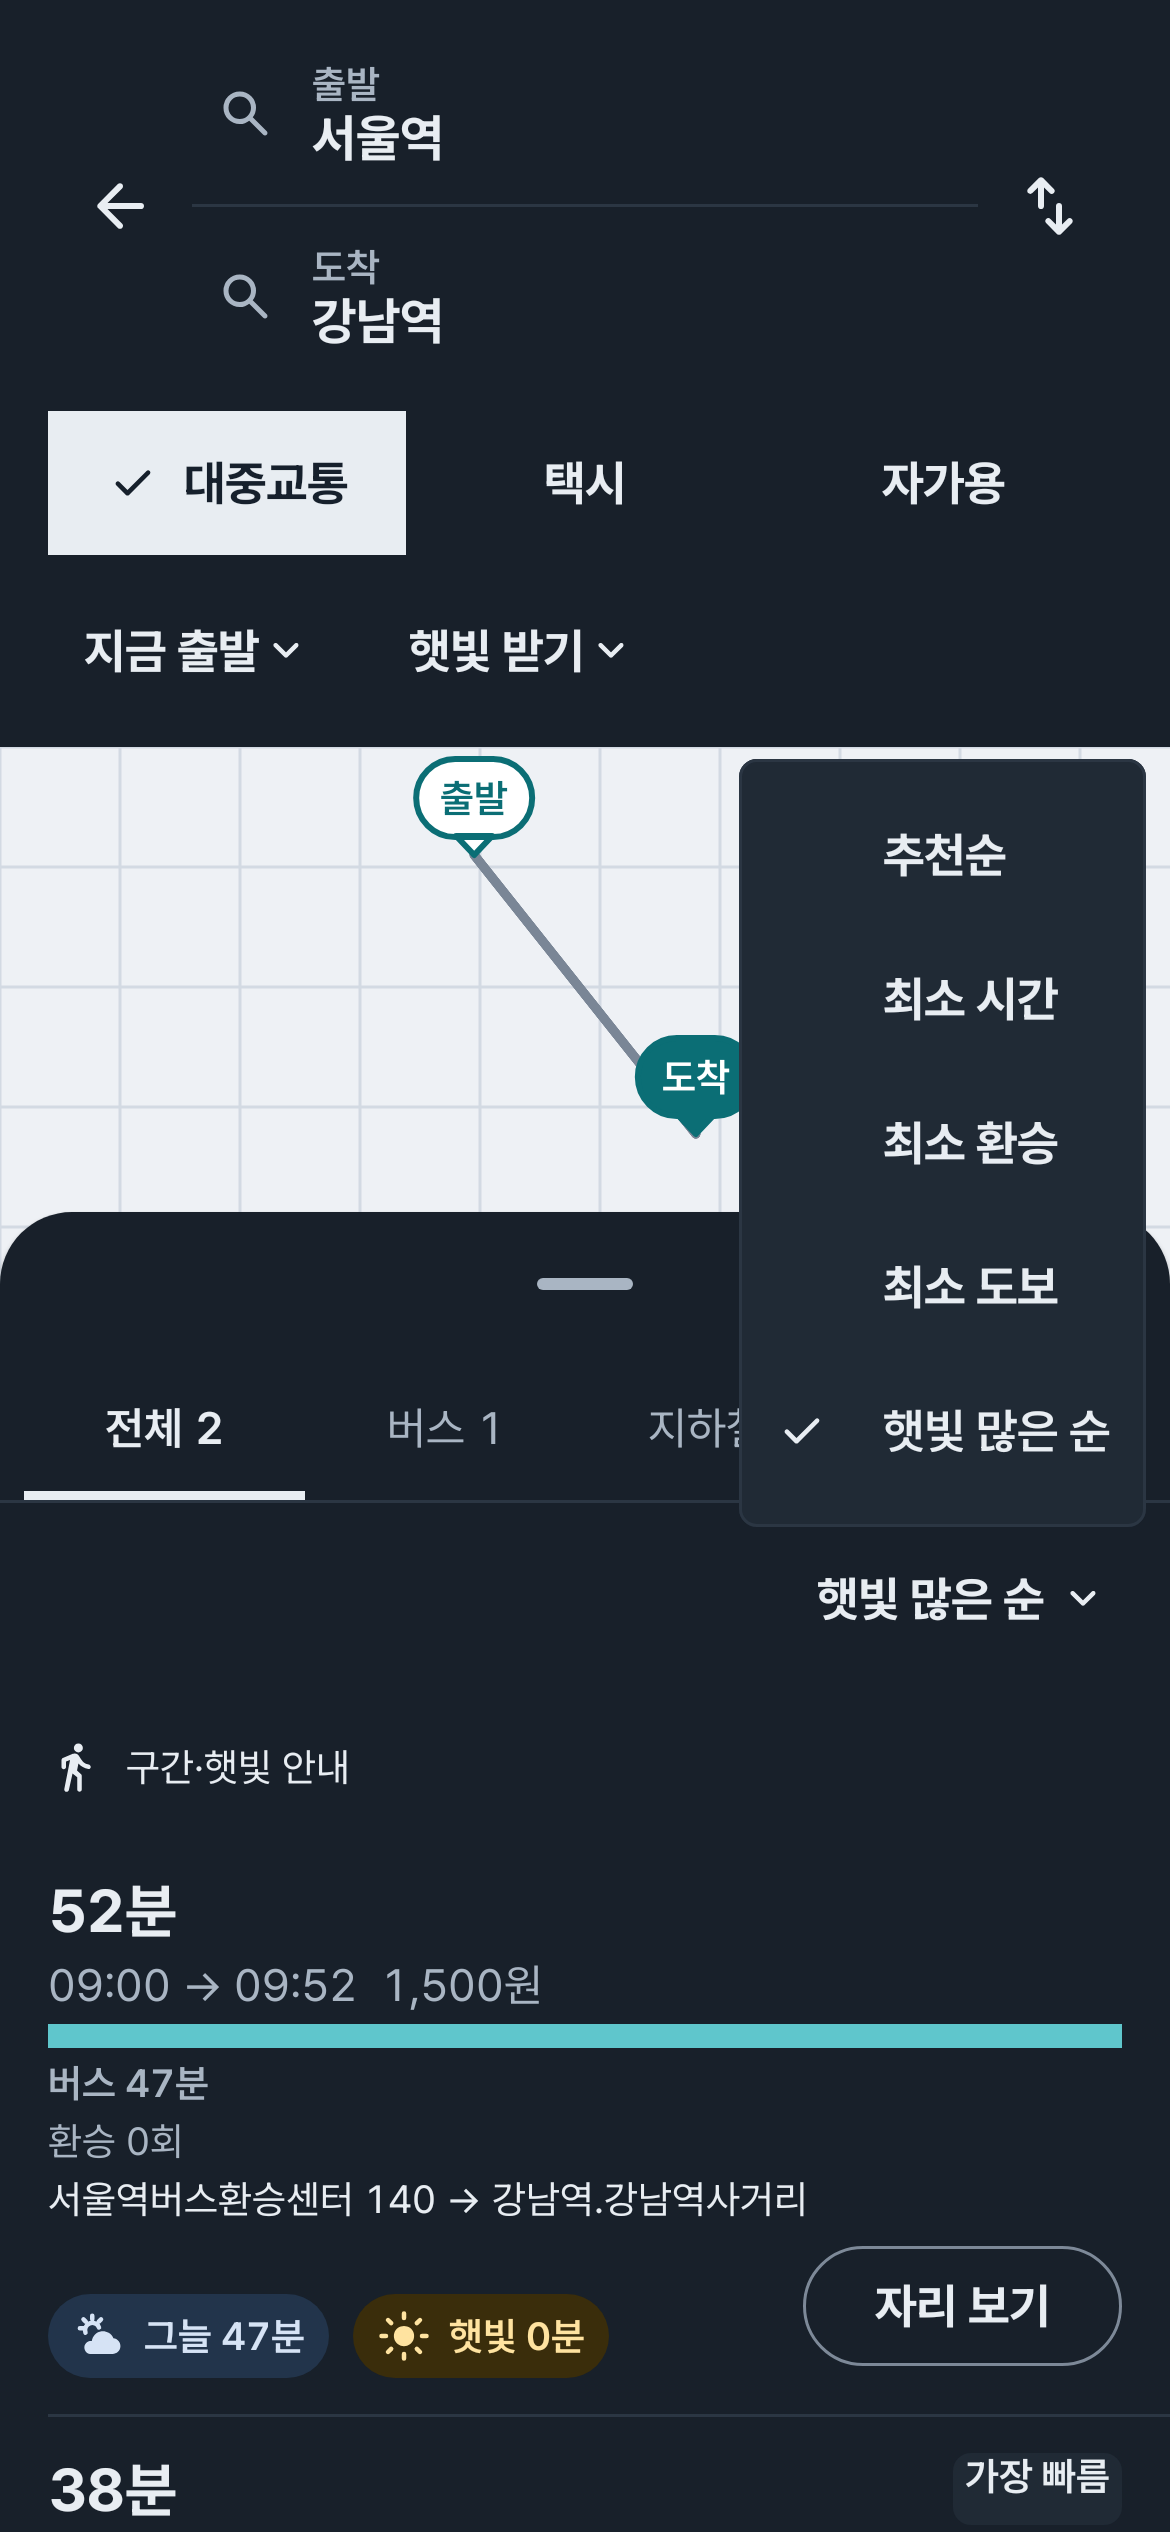 출발
서울역
도착
강남역
대중교통
택시
자가용
지금 출발
햇빛 받기
출발
도착
추천순
최소 시간
최소 환승
최소 도보
햇빛 많은 순
전체 2
버스 1
지하
햇빛 많은 순
구간·햇빛 안내
52분
09:00 → 09:52 1,500원
버스 47분
환승 0회
서울역버스환승센터 140 → 강남역.강남역사거리
그늘 47분
햇빛 0분
자리 보기
38분
가장 빠름